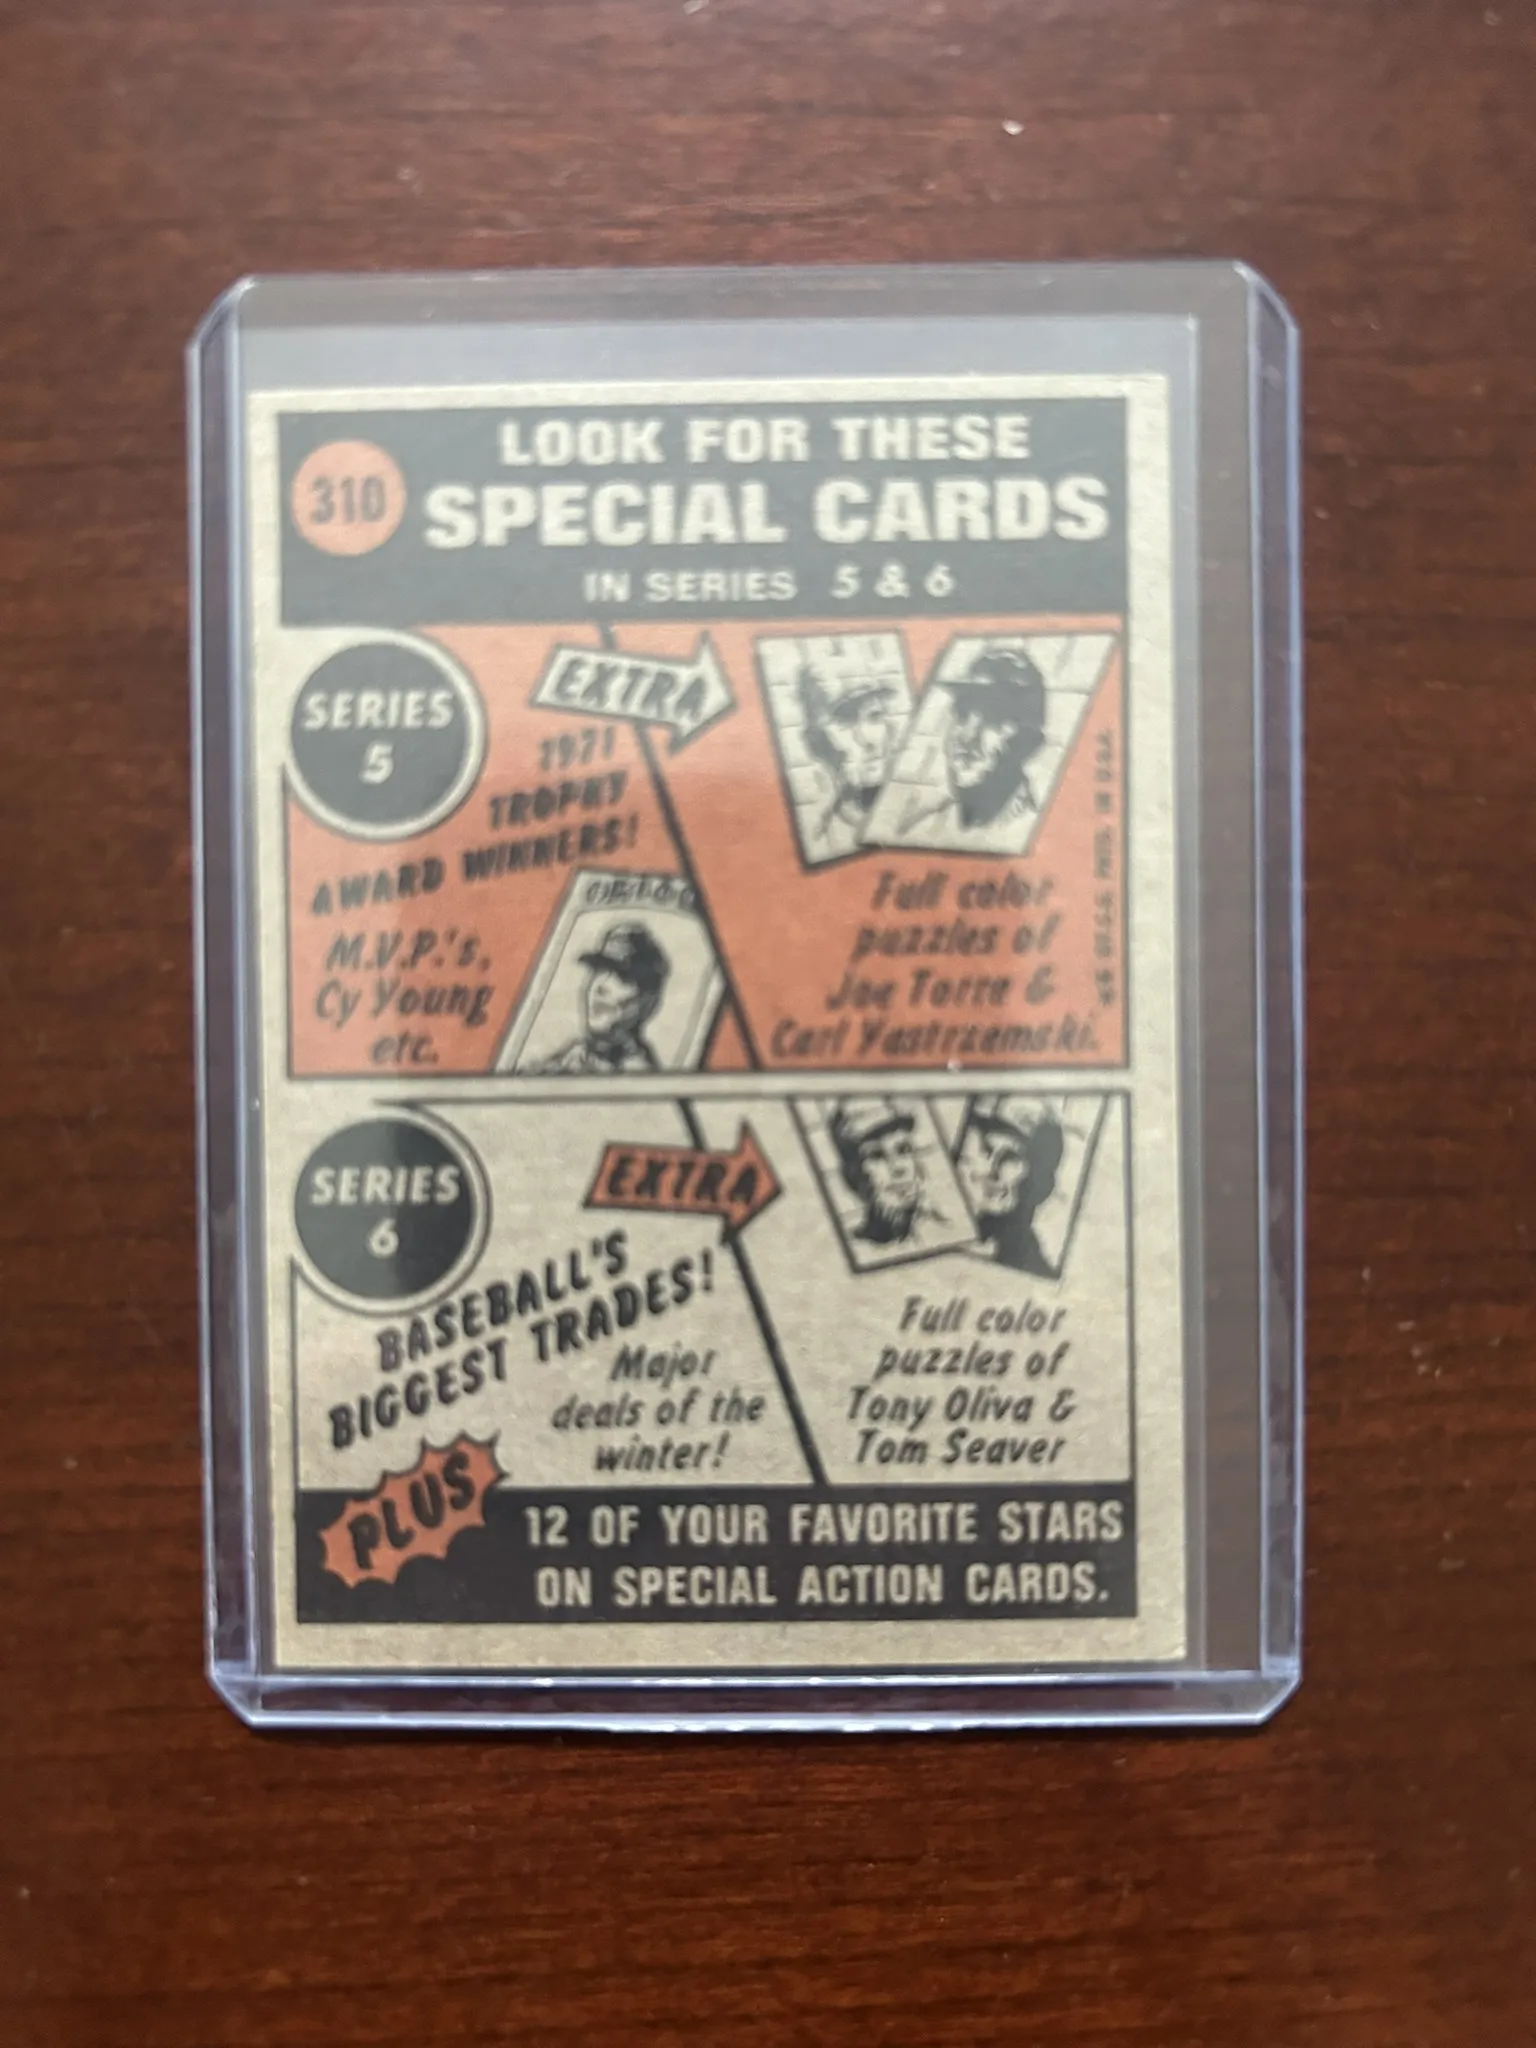 310
LOOK FOR THESE
SPECIAL CARDS
IN SERIES 5 & 6
SERIES
5
EXTRA
1971
TROPHY
AWARD WINNERS!
M.V.P.'s,
Cy Young
etc.
Full color
puzzles of
Joe Torre &
Carl Yastrzemski.
PRTD. IN U.S.A.
SERIES
6
EXTRA
BASEBALL'S
BIGGEST TRADES!
Major
deals of the
winter!
Full color
puzzles of
Tony Oliva &
Tom Seaver
PLUS
12 OF YOUR FAVORITE STARS
ON SPECIAL ACTION CARDS.